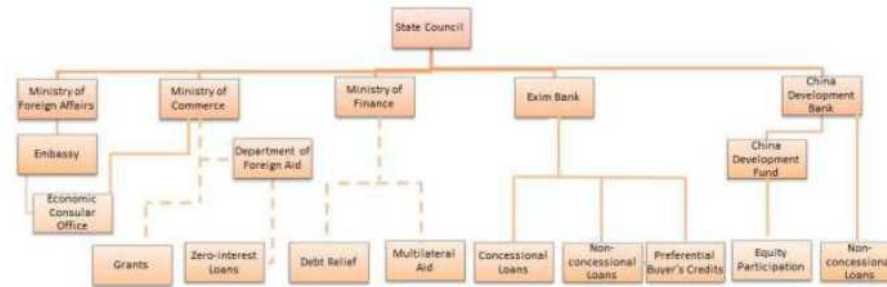 State Council
Ministry of
Foreign Affairs
Ministry of
Commerce
Ministry of
Finance
Exim Bank
China
Development
Bank
Embassy
Department of
Foreign Aid
China
Development
Fund
Economic
Consular
Office
Grants
Zero-interest
Loans
Debt Relief
Multilateral
Aid
Concessional
Loans
Non-
concessional
Loans
Preferential
Buyer's Credits
Equity
Participation
Non-
concessional
Loans